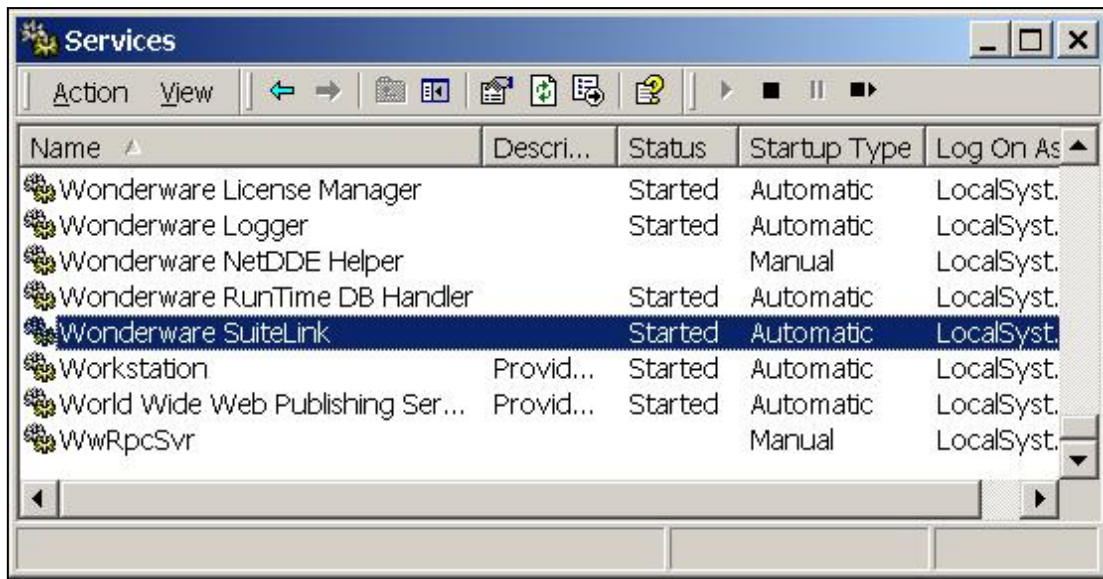 Services
Action View
Name Descri... Status Startup Type Log On As
Wonderware License Manager Started Automatic LocalSyst.
Wonderware Logger Started Automatic LocalSyst.
Wonderware NetDDE Helper Manual LocalSyst.
Wonderware RunTime DB Handler Started Automatic LocalSyst.
Wonderware SuiteLink Started Automatic LocalSyst.
Workstation Provid... Started Automatic LocalSyst.
World Wide Web Publishing Ser... Provid... Started Automatic LocalSyst.
WwRpcSvr Manual LocalSyst.